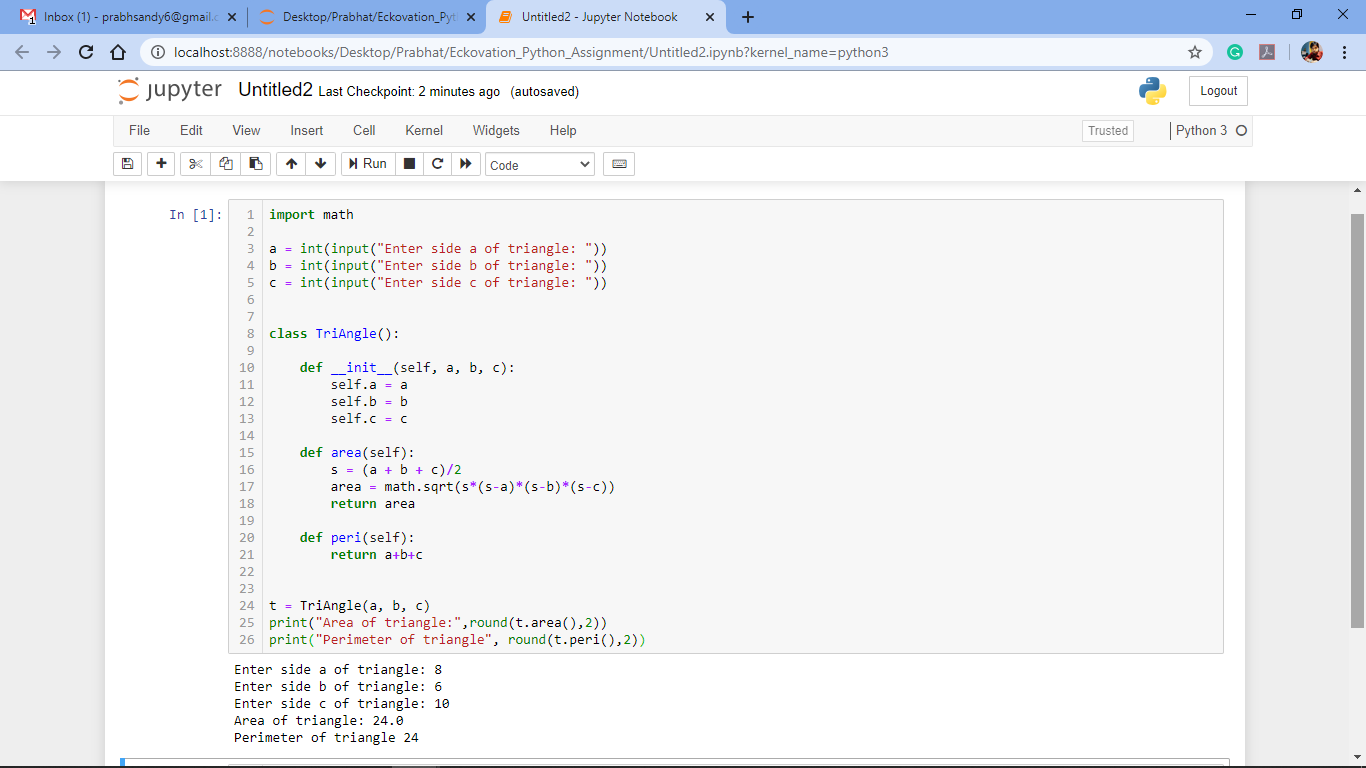 Inbox (1) - prabhsandy6@gmail.c
Desktop/Prabhat/Eckovation_Pyt
Untitled2 - Jupyter Notebook
localhost:8888/notebooks/Desktop/Prabhat/Eckovation_Python_Assignment/Untitled2.ipynb?kernel_name=python3
jupyter Untitled2 Last Checkpoint: 2 minutes ago (autosaved)
Logout
File Edit View Insert Cell Kernel Widgets Help
Trusted
Python 3
Run
Code
In [1]:
1 import math
2
3 a = int(input("Enter side a of triangle: "))
4 b = int(input("Enter side b of triangle: "))
5 c = int(input("Enter side c of triangle: "))
6
7
8 class TriAngle():
9
10     def __init__(self, a, b, c):
11         self.a = a
12         self.b = b
13         self.c = c
14
15     def area(self):
16         s = (a + b + c)/2
17         area = math.sqrt(s*(s-a)*(s-b)*(s-c))
18         return area
19
20     def peri(self):
21         return a+b+c
22
23
24 t = TriAngle(a, b, c)
25 print("Area of triangle:",round(t.area(),2))
26 print("Perimeter of triangle", round(t.peri(),2))
Enter side a of triangle: 8
Enter side b of triangle: 6
Enter side c of triangle: 10
Area of triangle: 24.0
Perimeter of triangle 24